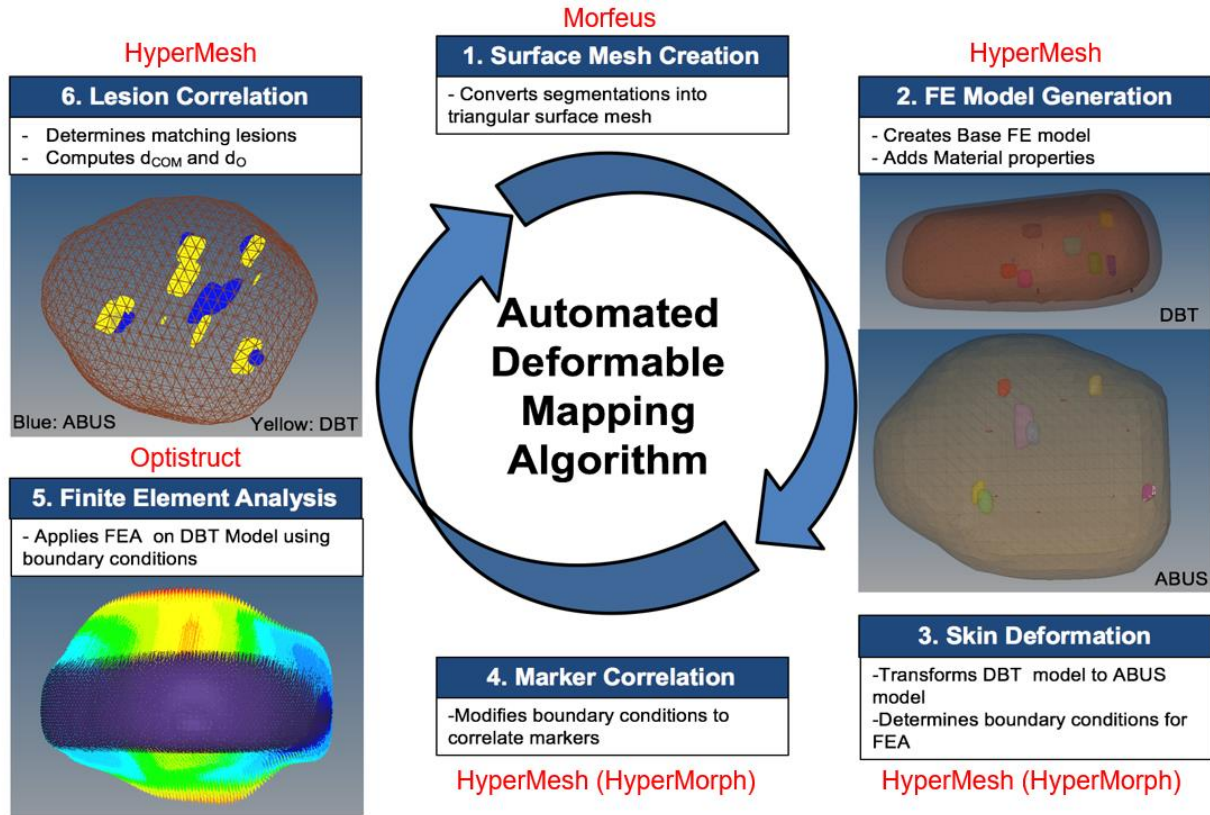 Morfeus
1. Surface Mesh Creation
- Converts segmentations into
triangular surface mesh
HyperMesh
2. FE Model Generation
- Creates Base FE model
- Adds Material properties
DBT
ABUS
3. Skin Deformation
-Transforms DBT model to ABUS
model
-Determines boundary conditions for
FEA
HyperMesh (HyperMorph)
4. Marker Correlation
-Modifies boundary conditions to
correlate markers
HyperMesh (HyperMorph)
Optistruct
5. Finite Element Analysis
- Applies FEA on DBT Model using
boundary conditions
HyperMesh
6. Lesion Correlation
- Determines matching lesions
- Computes dCOM and dO
Blue: ABUS
Yellow: DBT
Automated
Deformable
Mapping
Algorithm